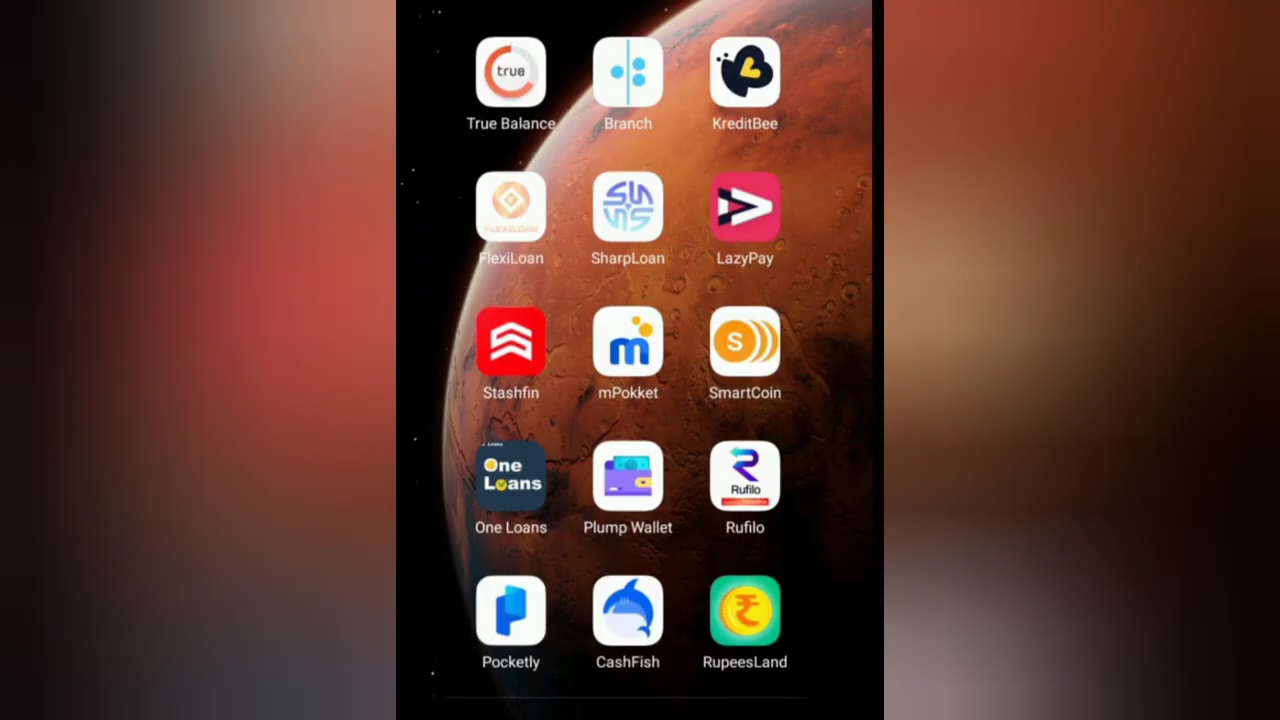 true
True Balance
Branch
KreditBee
FLEXILOAN
FlexiLoan
SharpLoan
LazyPay
Stashfin
m
mPokket
S
SmartCoin
One
Loans
One Loans
Plump Wallet
Rufilo
Rufilo
Pocketly
CashFish
₹
RupeesLand